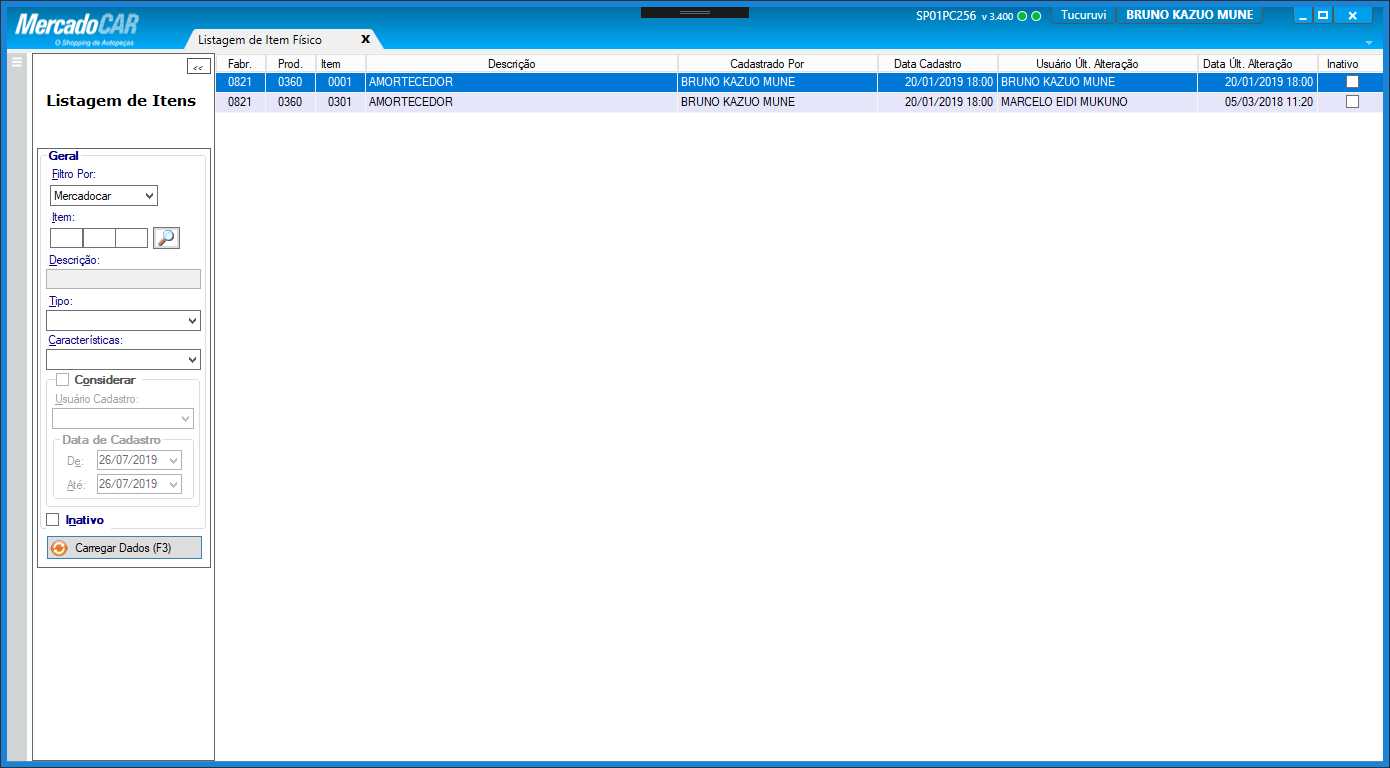 MercadoCAR
O Shopping de Autopeças
SP01PC256 v 3.400 Tucuruvi BRUNO KAZUO MUNE
Listagem de Item Físico X
<<
Listagem de Itens
Geral
Filtro Por:
Mercadocar
Item:
Descrição:
Tipo:
Características:
Considerar
Usuário Cadastro:
Data de Cadastro
De: 26/07/2019
Até: 26/07/2019
Inativo
Carregar Dados (F3)
Fabr. Prod. Item Descrição Cadastrado Por Data Cadastro Usuário Últ. Alteração Data Últ. Alteração Inativo
0821 0360 0001 AMORTECEDOR BRUNO KAZUO MUNE 20/01/2019 18:00 BRUNO KAZUO MUNE 20/01/2019 18:00
0821 0360 0301 AMORTECEDOR BRUNO KAZUO MUNE 20/01/2019 18:00 MARCELO EIDI MUKUNO 05/03/2018 11:20